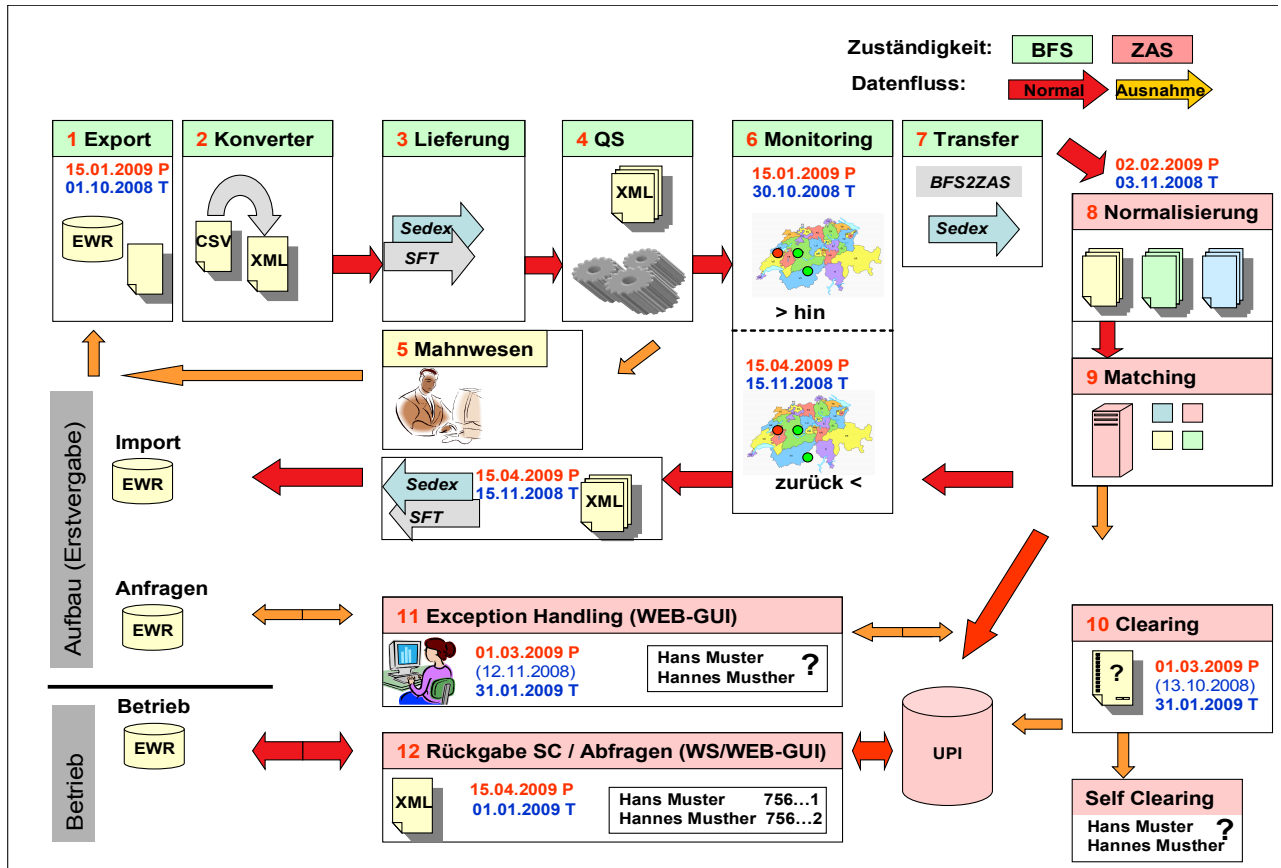 Zuständigkeit: BFS ZAS
Datenfluss: Normal Ausnahme
1 Export
15.01.2009 P
01.10.2008 T
EWR
2 Konverter
CSV
XML
3 Lieferung
Sedex
SFT
4 QS
XML
6 Monitoring
15.01.2009 P
30.10.2008 T
> hin
15.04.2009 P
15.11.2008 T
zurück <
7 Transfer
BFS2ZAS
Sedex
02.02.2009 P
03.11.2008 T
8 Normalisierung
9 Matching
5 Mahnwesen
Aufbau (Erstvergabe)
Import
EWR
Sedex
SFT
15.04.2009 P
15.11.2008 T
XML
Anfragen
EWR
11 Exception Handling (WEB-GUI)
01.03.2009 P
(12.11.2008)
31.01.2009 T
Hans Muster
Hannes Musther
?
10 Clearing
?
01.03.2009 P
(13.10.2008)
31.01.2009 T
UPI
Betrieb
Betrieb
EWR
12 Rückgabe SC / Abfragen (WS/WEB-GUI)
XML
15.04.2009 P
01.01.2009 T
Hans Muster 756...1
Hannes Musther 756...2
Self Clearing
Hans Muster
Hannes Musther
?